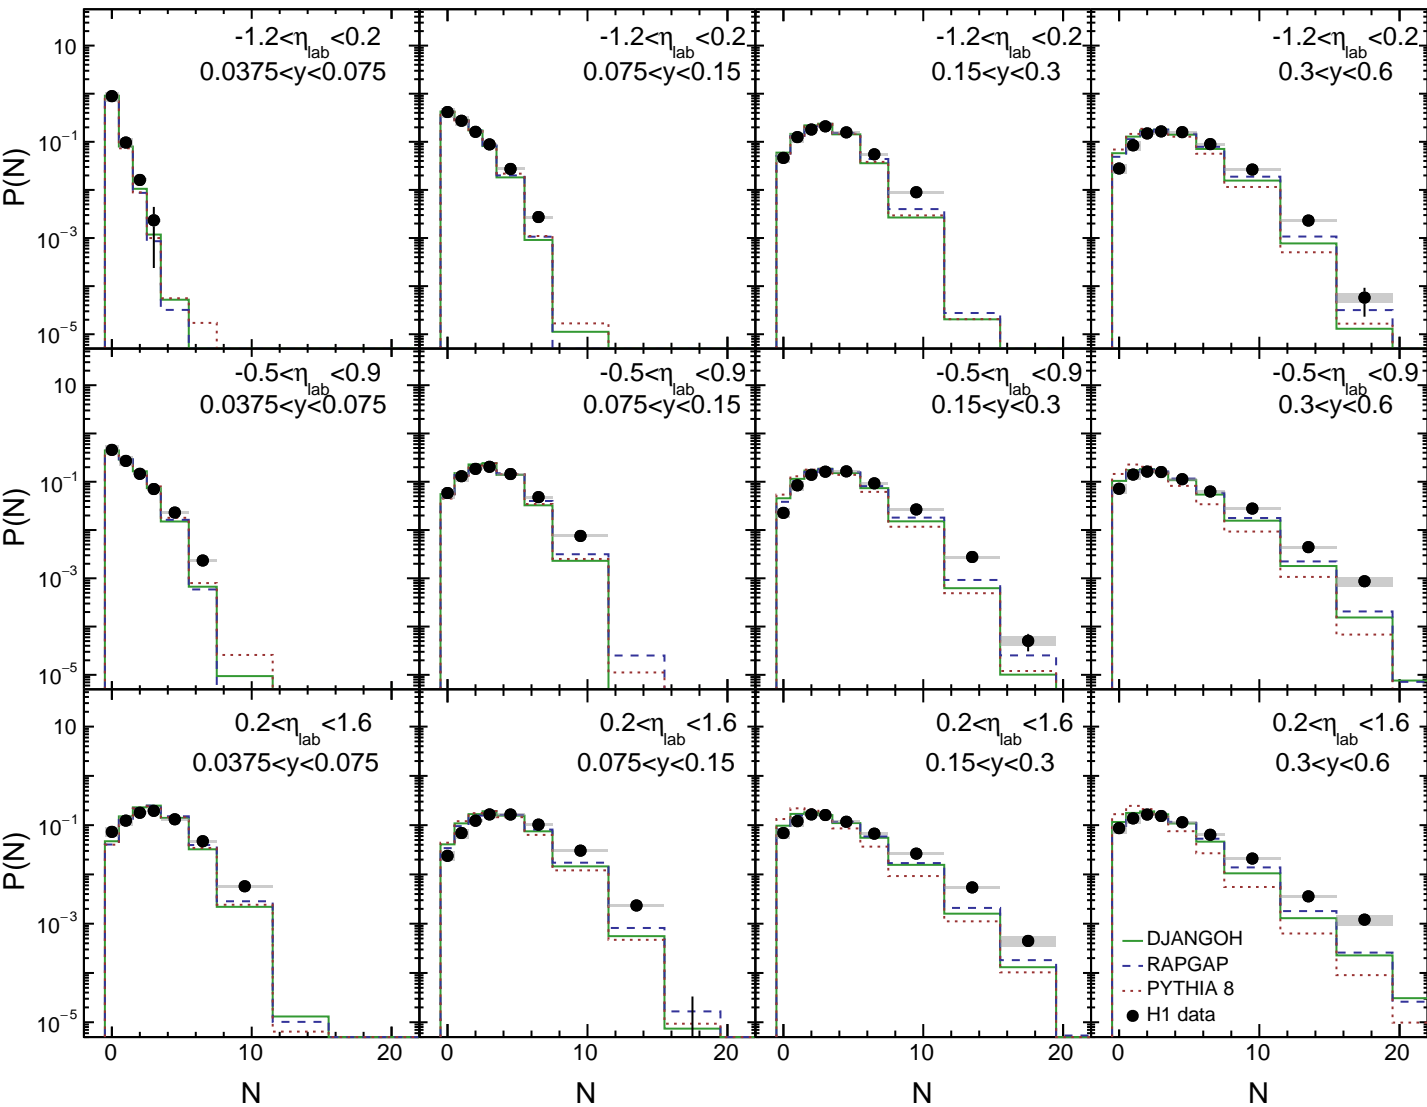 -1.2<η_lab<0.2
0.0375<y<0.075
-1.2<η_lab<0.2
0.075<y<0.15
-1.2<η_lab<0.2
0.15<y<0.3
-1.2<η_lab<0.2
0.3<y<0.6
10
10⁻¹
10⁻³
10⁻⁵
P(N)
-0.5<η_lab<0.9
0.0375<y<0.075
-0.5<η_lab<0.9
0.075<y<0.15
-0.5<η_lab<0.9
0.15<y<0.3
-0.5<η_lab<0.9
0.3<y<0.6
10
10⁻¹
10⁻³
10⁻⁵
P(N)
0.2<η_lab<1.6
0.0375<y<0.075
0.2<η_lab<1.6
0.075<y<0.15
0.2<η_lab<1.6
0.15<y<0.3
0.2<η_lab<1.6
0.3<y<0.6
10
10⁻¹
10⁻³
10⁻⁵
P(N)
DJANGOH
RAPGAP
PYTHIA 8
H1 data
0 10 20
0 10 20
0 10 20
0 10 20
N
N
N
N